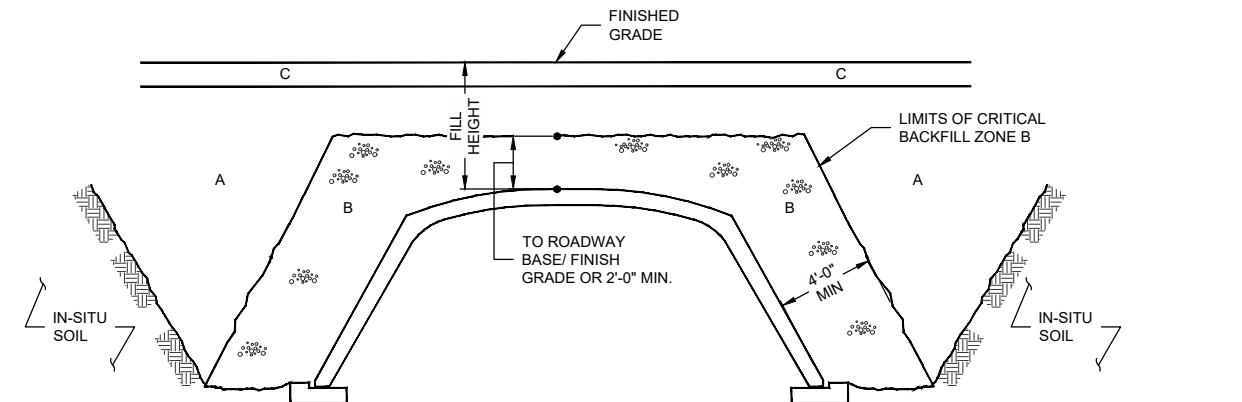 FINISHED
GRADE
C
C
FILL
HEIGHT
LIMITS OF CRITICAL
BACKFILL ZONE B
A
A
B
B
TO ROADWAY
BASE/ FINISH
GRADE OR 2'-0" MIN.
4'-0"
MIN
IN-SITU
SOIL
IN-SITU
SOIL